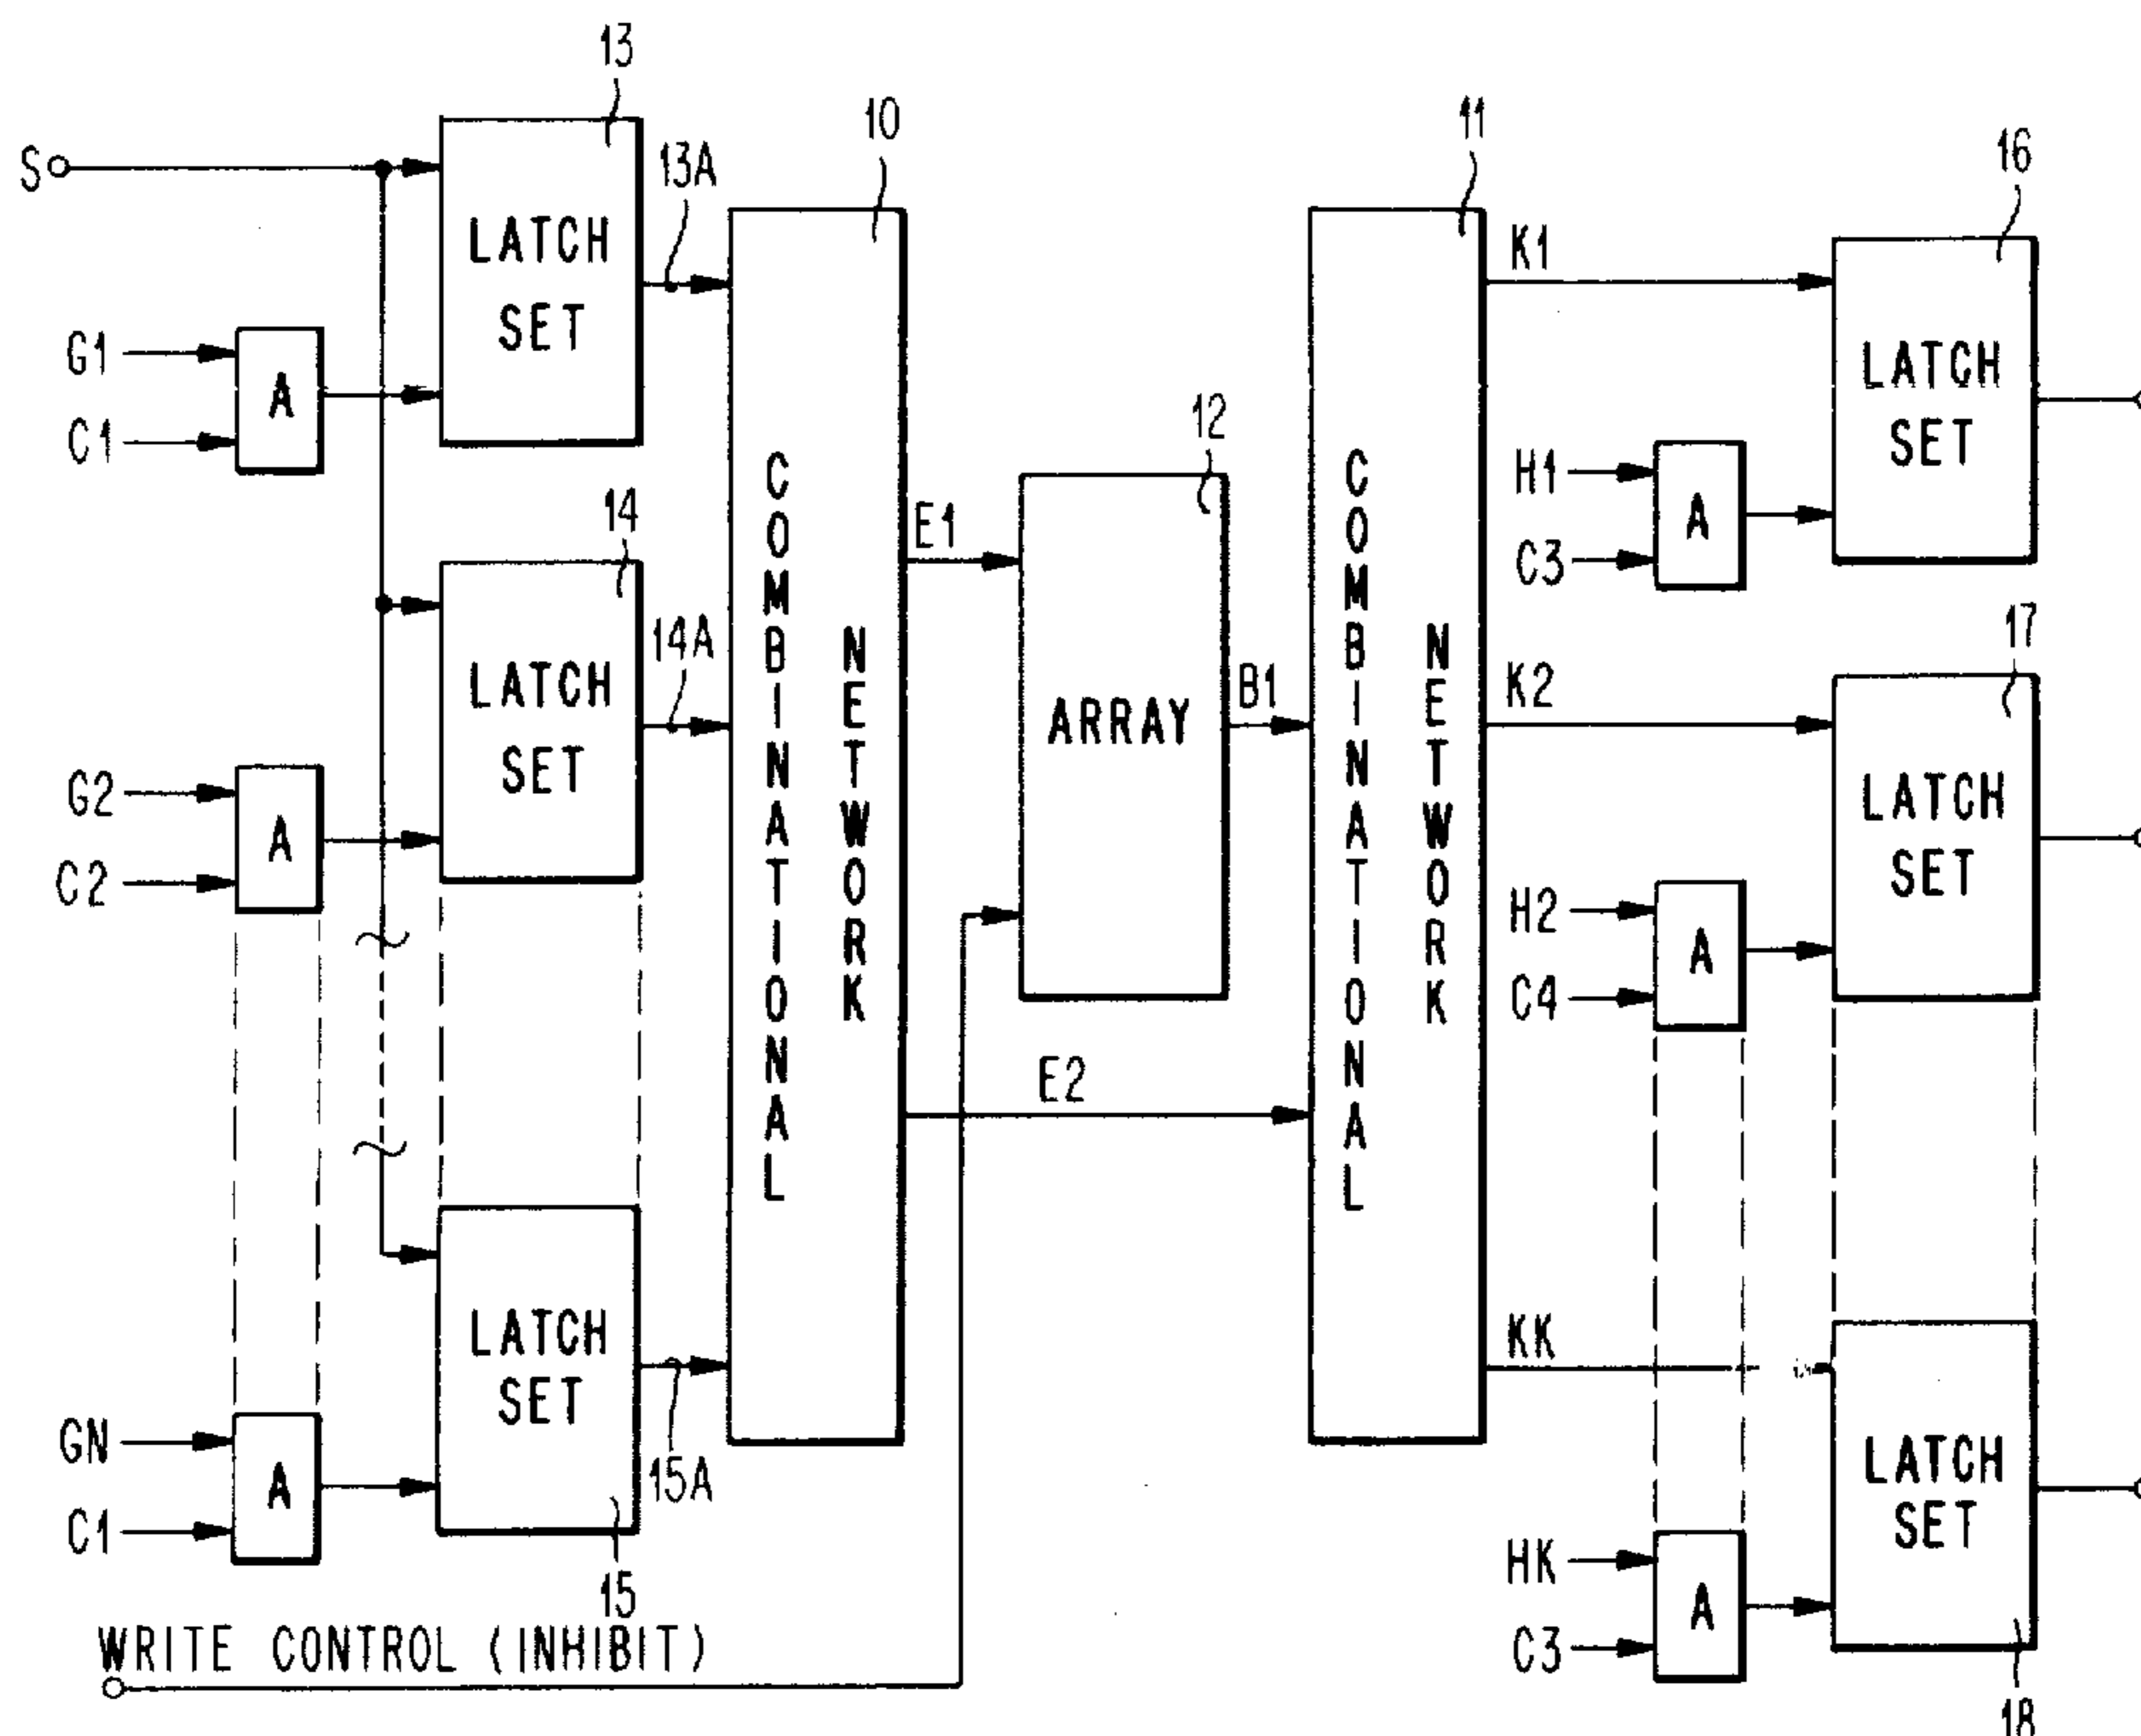 13
S
LATCH
SET
13A
10
11
16
G1
C1
A
K1
LATCH
SET
12
H1
C3
A
14
LATCH
SET
14A
E1
17
G2
C2
A
ARRAY
B1
K2
LATCH
SET
COMBINATIONAL
NETWORK
COMBINATIONAL
NETWORK
H2
C4
A
E2
LATCH
SET
15A
15
KK
LATCH
SET
GN
C1
A
HK
C3
A
18
WRITE CONTROL (INHIBIT)